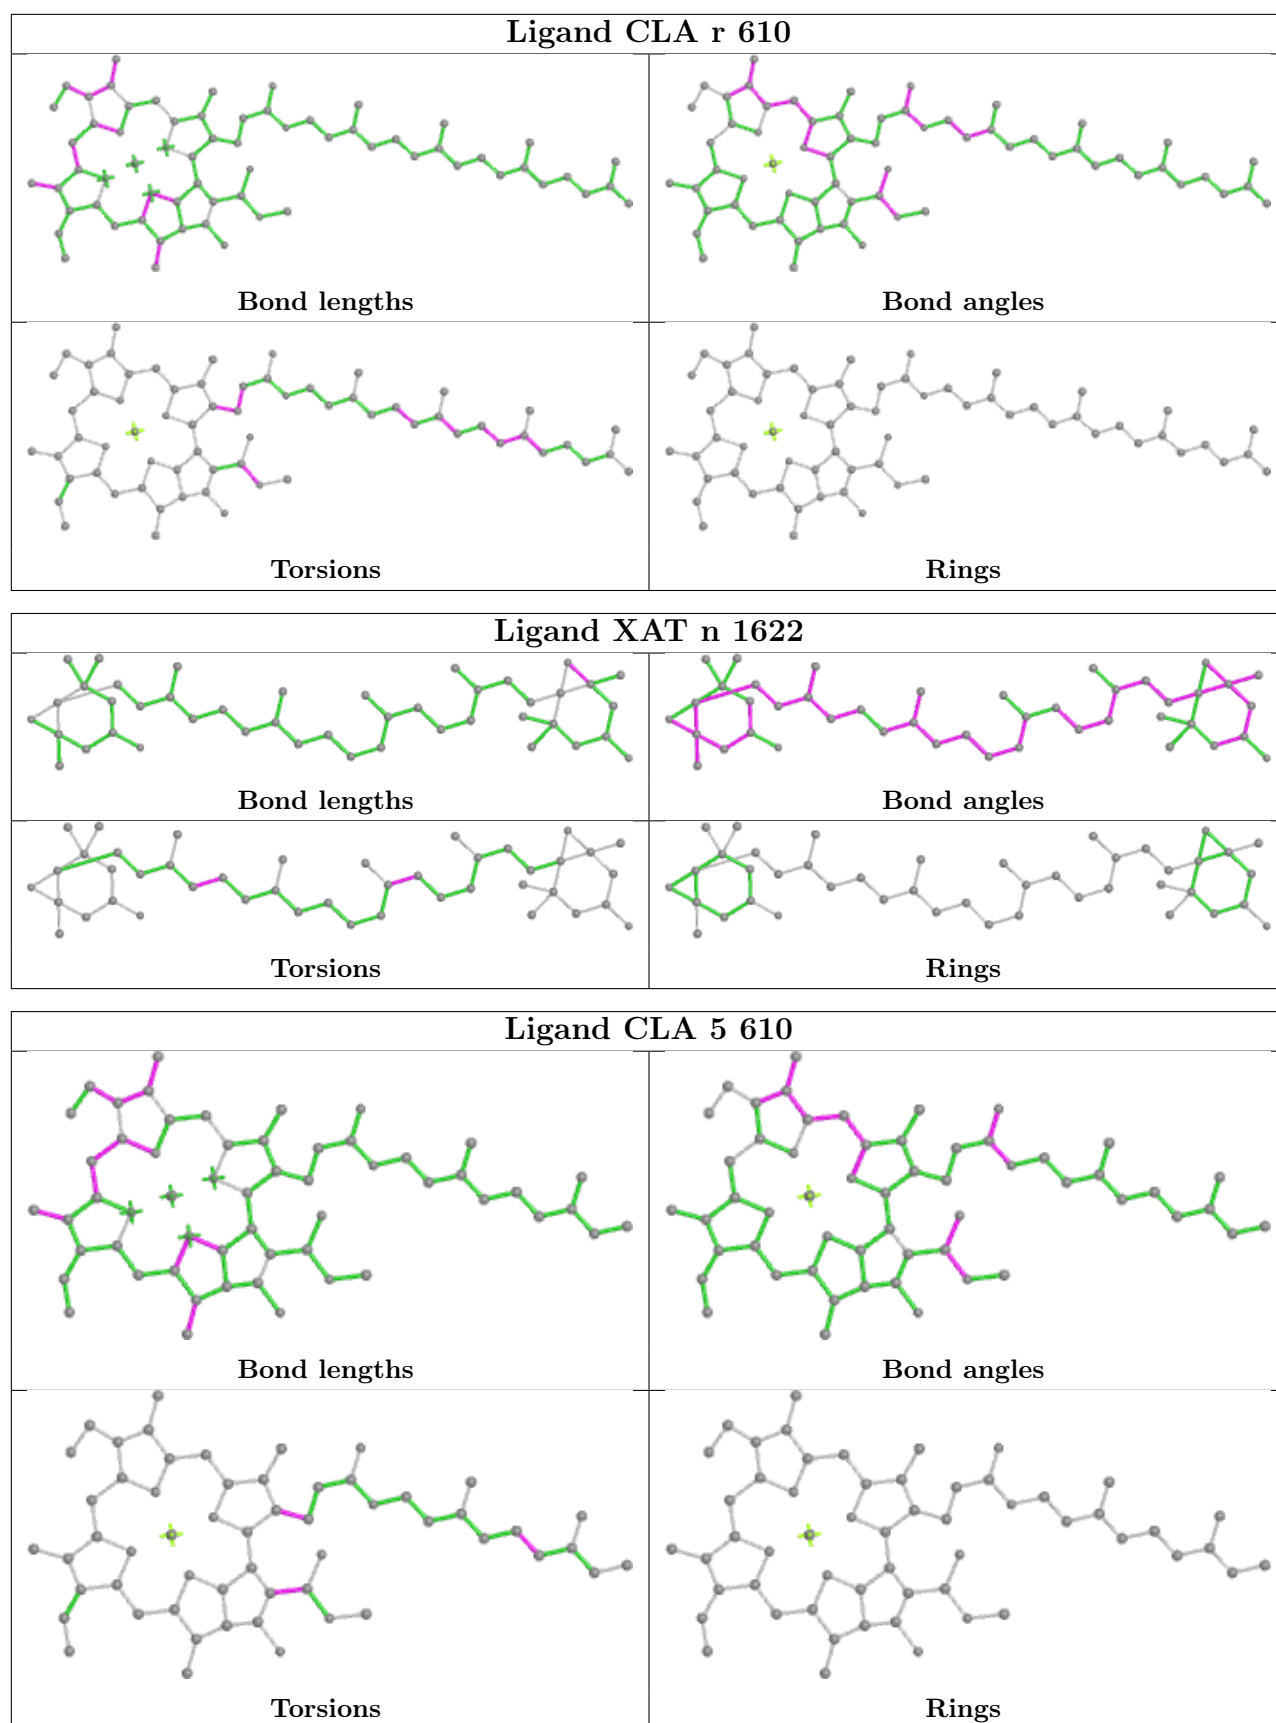 Ligand CLA r 610
Bond lengths
Bond angles
Torsions
Rings
Ligand XAT n 1622
Bond lengths
Bond angles
Torsions
Rings
Ligand CLA 5 610
Bond lengths
Bond angles
Torsions
Rings